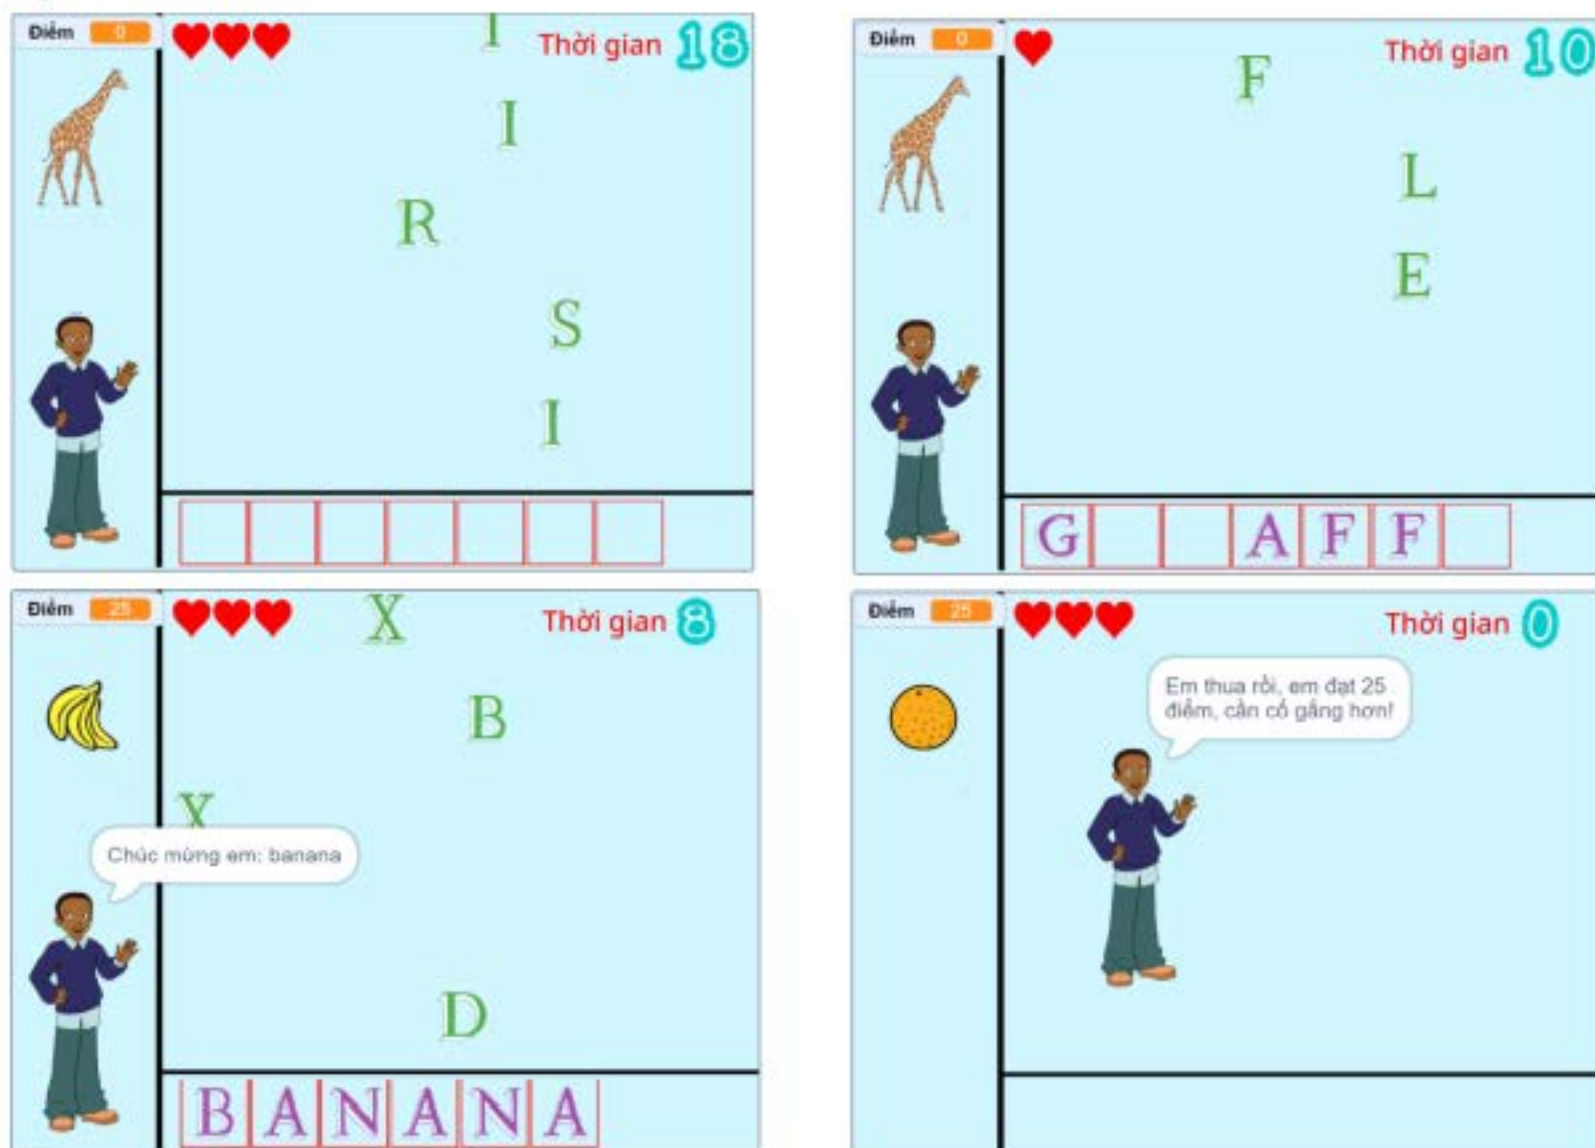 Điểm 0
Thời gian 18
I
I
R
S
I
Điểm 0
Thời gian 10
F
L
E
G A F F
Điểm 25
Thời gian 8
X
B
X
Chúc mừng em: banana
D
B A N A N A
Điểm 25
Thời gian 0
Em thua rồi, em đạt 25
điểm, cần cố gắng hơn!